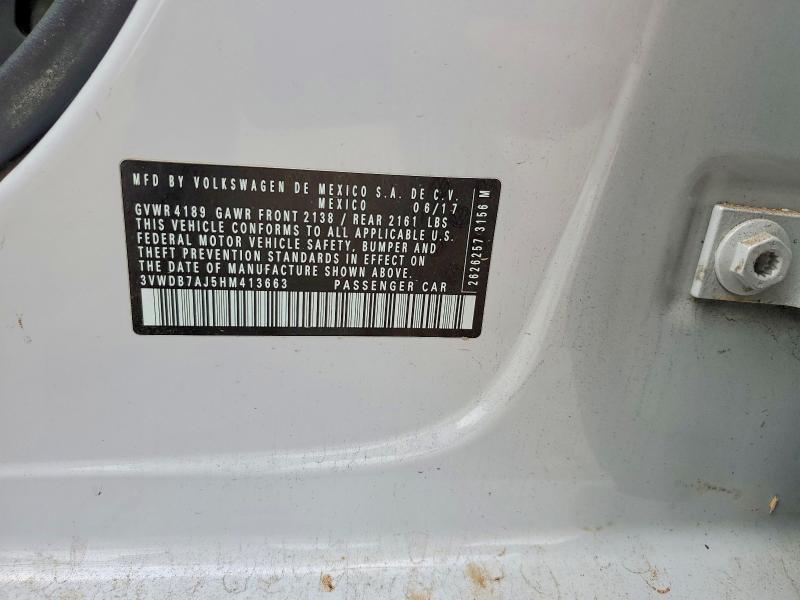 MFD BY VOLKSWAGEN DE MEXICO S.A. DE C.V.
MEXICO 06/17
GVWR 4189 GAWR FRONT 2138 / REAR 2161 LBS
THIS VEHICLE CONFORMS TO ALL APPLICABLE U.S.
FEDERAL MOTOR VEHICLE SAFETY, BUMPER AND
THEFT PREVENTION STANDARDS IN EFFECT ON
THE DATE OF MANUFACTURE SHOWN ABOVE.
3VWDB7AJ5HM413663 PASSENGER CAR
2626257 3156 M